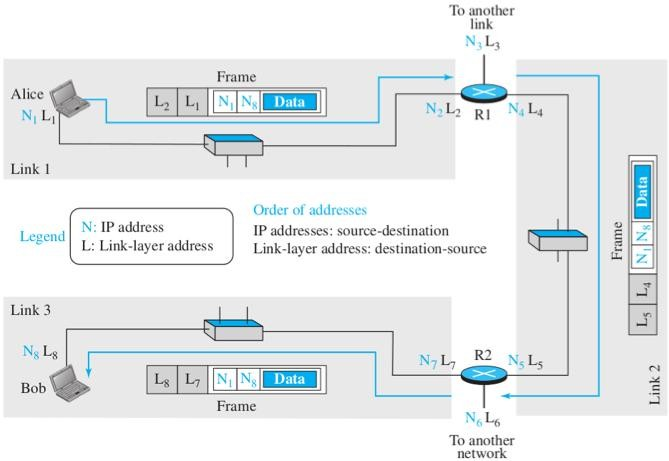 To another
link
N3 L3
Alice
N1 L1
Frame
L2 L1 N1 N8 Data
N2 L2 R1 N4 L4
Link 1
Legend
N: IP address
L: Link-layer address
Order of addresses
IP addresses: source-destination
Link-layer address: destination-source
Frame
L5 L4 N1 N8 Data
Link 2
Link 3
N8 L8
Bob
L8 L7 N1 N8 Data
Frame
N7 L7 R2 N5 L5
N6 L6
To another
network